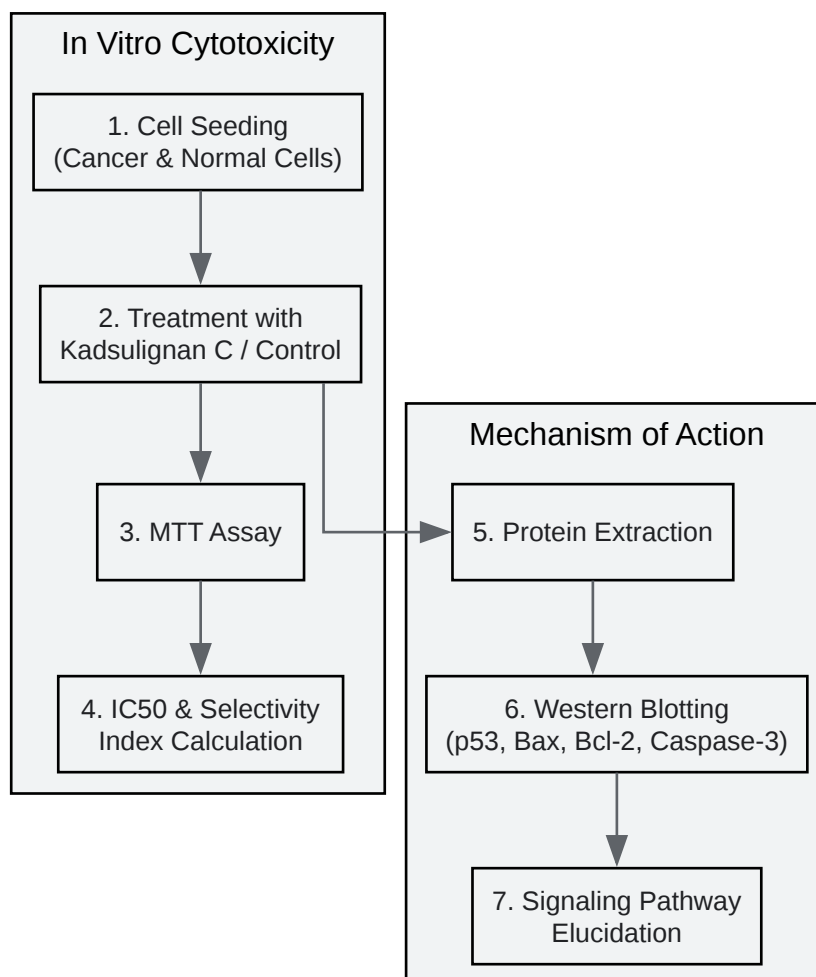 In Vitro Cytotoxicity
1. Cell Seeding
(Cancer & Normal Cells)
2. Treatment with
Kadsulignan C / Control
3. MTT Assay
4. IC50 & Selectivity
Index Calculation
Mechanism of Action
5. Protein Extraction
6. Western Blotting
(p53, Bax, Bcl-2, Caspase-3)
7. Signaling Pathway
Elucidation